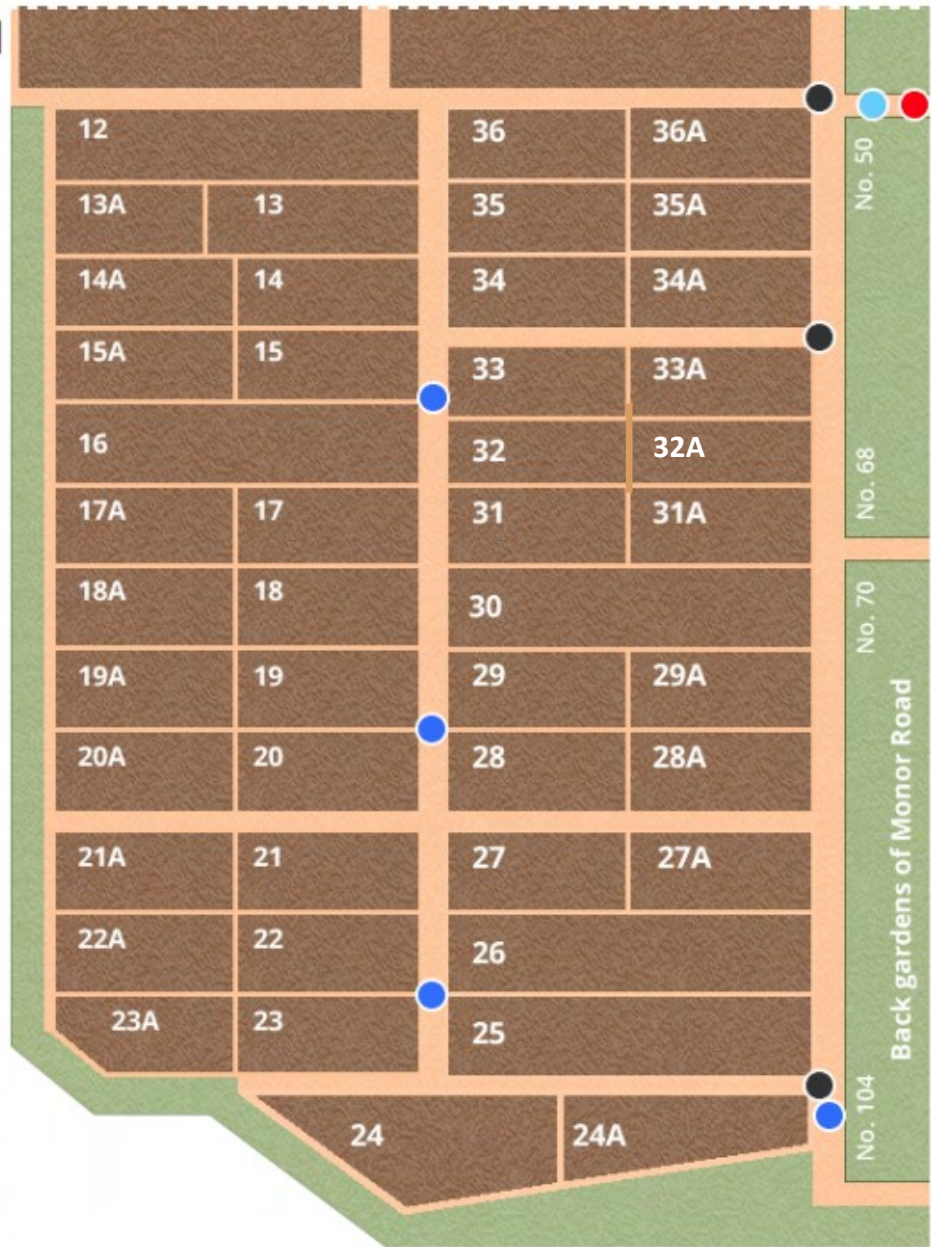 12
36
36A
13A
13
35
35A
14A
14
34
34A
15A
15
33
33A
16
32
32A
17A
17
31
31A
18A
18
30
19A
19
29
29A
20A
20
28
28A
21A
21
27
27A
22A
22
26
23A
23
25
24
24A
No. 50
No. 68
No. 70
Back gardens of Monor Road
No. 104